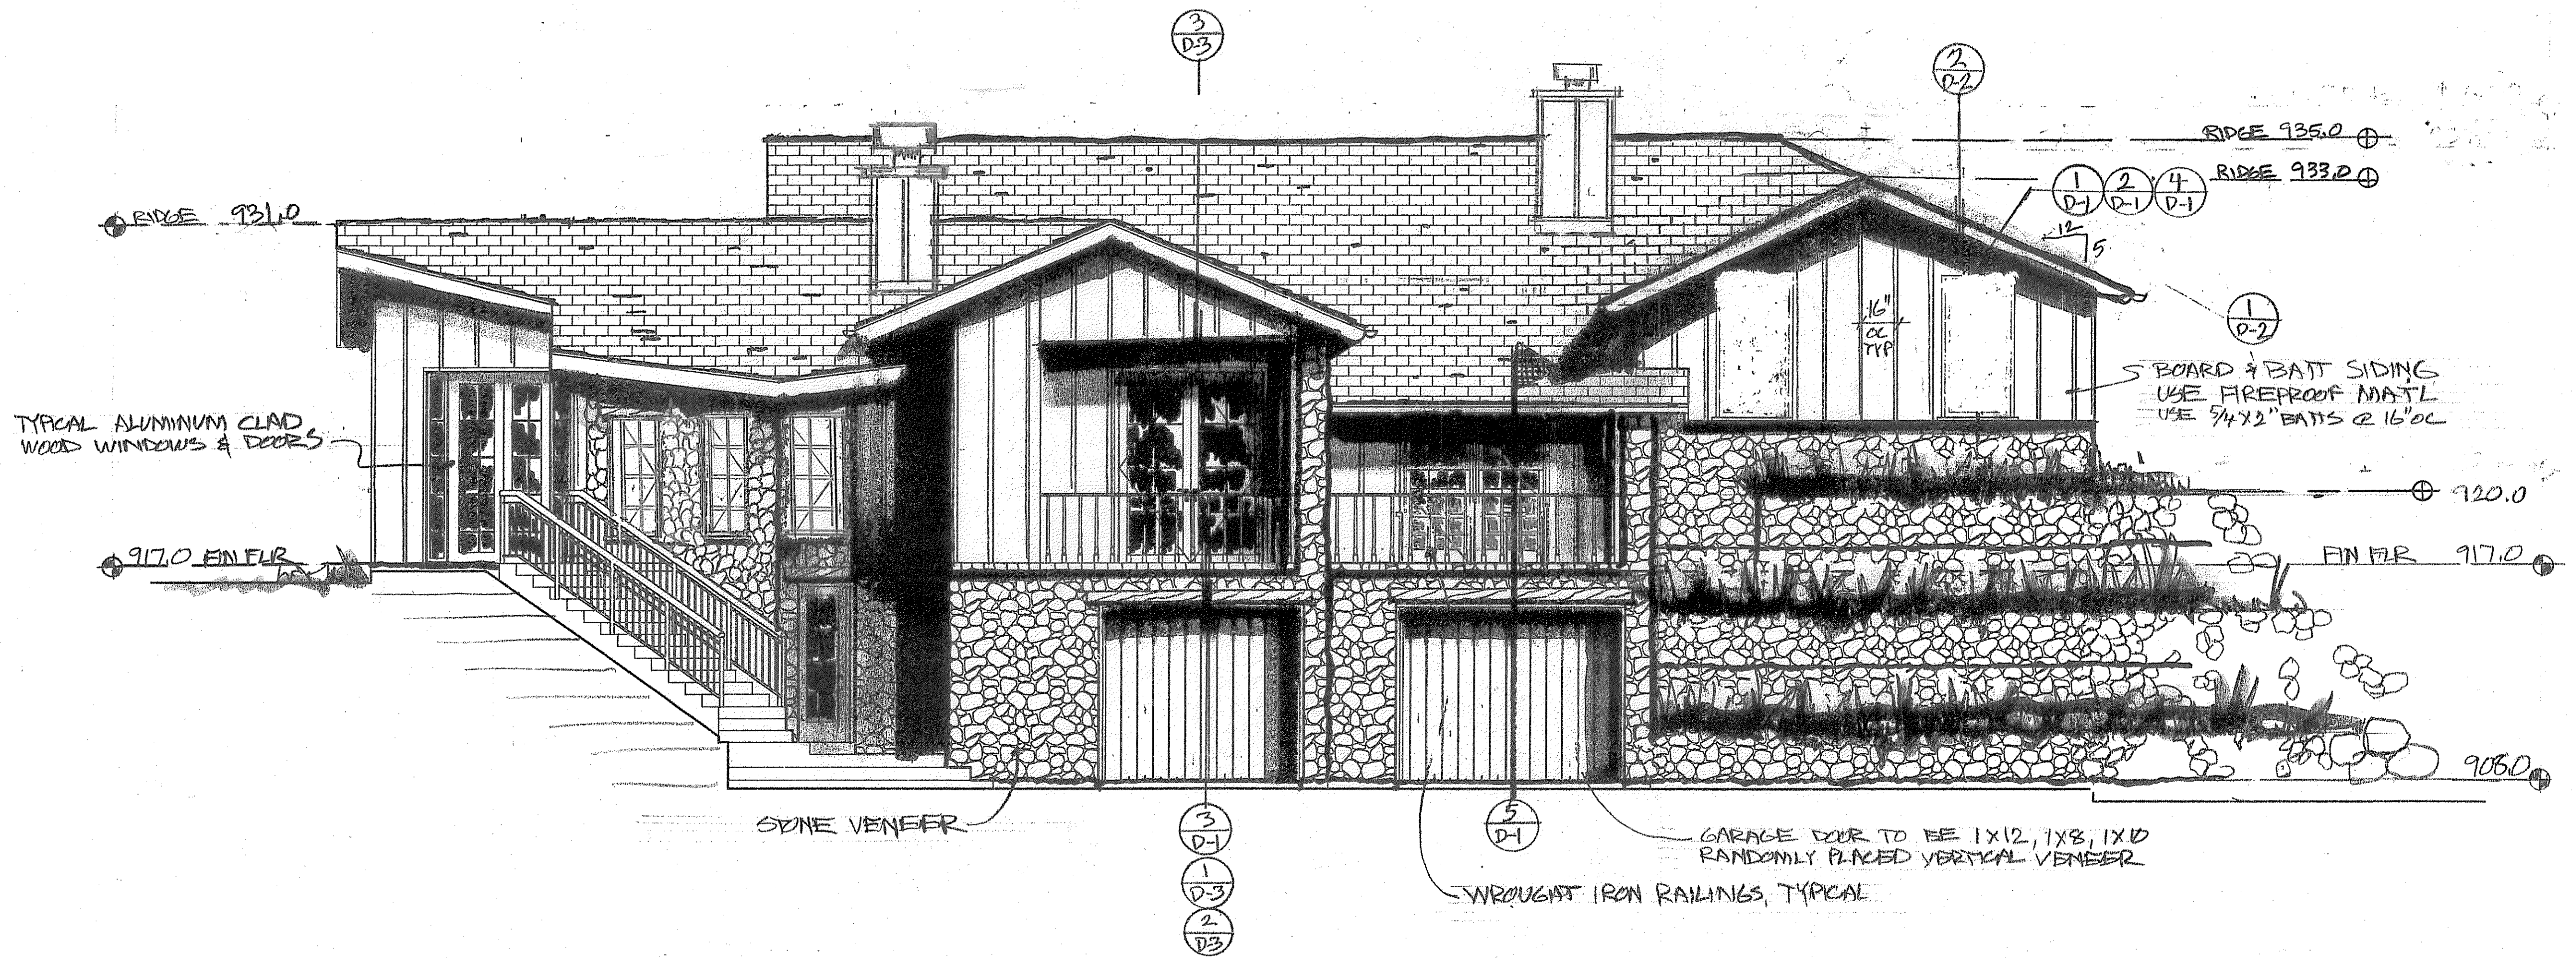 3
D-3
2
D-2
RIDGE 935.0
RIDGE 933.0
1
D-1
2
D-1
4
D-1
RIDGE 931.0
12
5
1
D-2
16"
OC
TYP
BOARD & BATT SIDING
USE FIREPROOF MAT'L
USE 5/4X2" BATTS @ 16"OC
TYPICAL ALUMINUM CLAD
WOOD WINDOWS & DOORS
920.0
917.0 FIN FLR
FIN FLR 917.0
908.0
STONE VENEER
3
D-1
1
D-3
2
D-3
5
D-1
GARAGE DOOR TO BE 1X12, 1X8, 1X10
RANDOMLY PLACED VERTICAL VENEER
WROUGHT IRON RAILINGS, TYPICAL